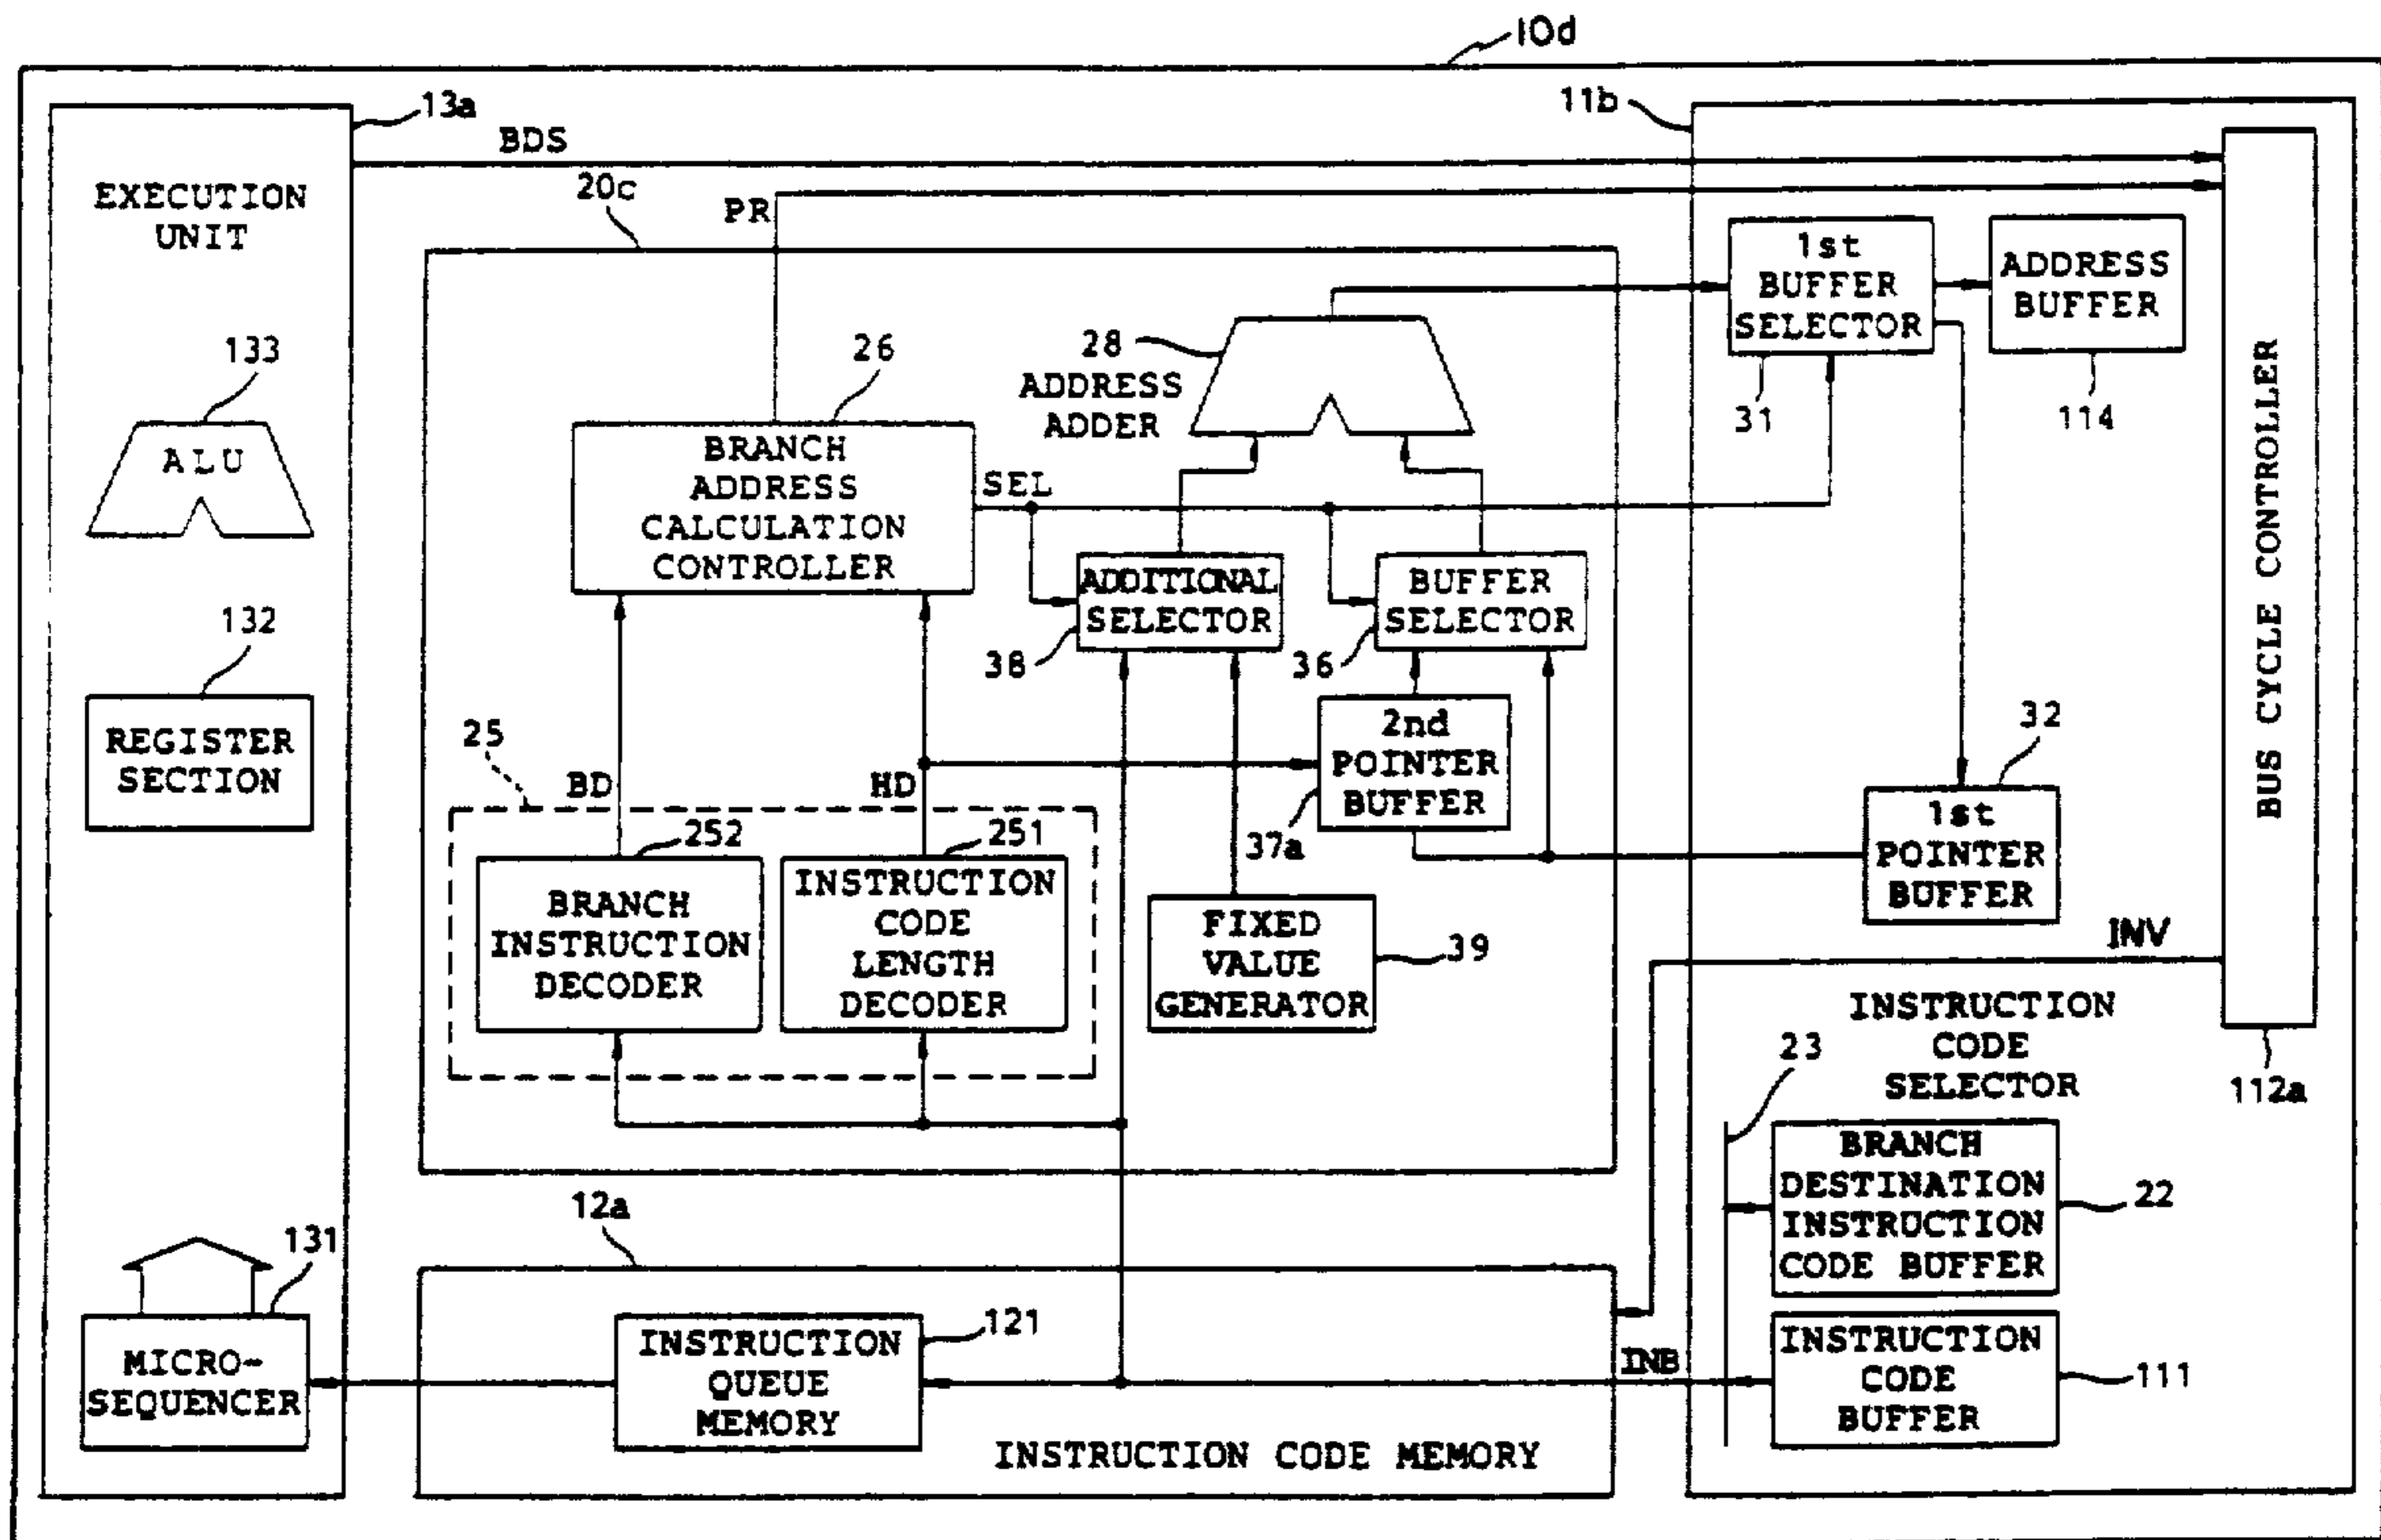 10d
13a
11b
BDS
EXECUTION
UNIT
20c
PR
1st
BUFFER
SELECTOR
ADDRESS
BUFFER
133
26
28
ADDRESS
ADDER
31
114
ALU
BRANCH
ADDRESS
CALCULATION
CONTROLLER
SEL
BUS CYCLE CONTROLLER
ADDITIONAL
SELECTOR
BUFFER
SELECTOR
132
38
36
REGISTER
SECTION
25
BD
HD
2nd
POINTER
BUFFER
32
252
251
37a
1st
POINTER
BUFFER
BRANCH
INSTRUCTION
DECODER
INSTRUCTION
CODE
LENGTH
DECODER
FIXED
VALUE
GENERATOR
39
INV
INSTRUCTION
CODE
SELECTOR
23
112a
BRANCH
DESTINATION
INSTRUCTION
CODE BUFFER
22
12a
131
MICRO-
SEQUENCER
INSTRUCTION
QUEUE
MEMORY
121
INB
INSTRUCTION
CODE
BUFFER
111
INSTRUCTION CODE MEMORY